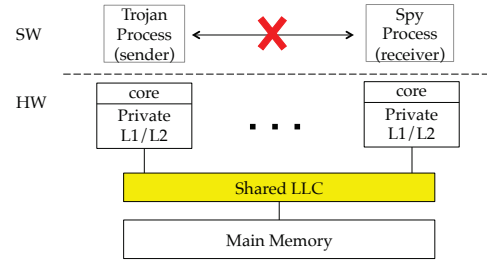 SW
Trojan
Process
(sender)
Spy
Process
(receiver)
HW
core
Private
L1/L2
. . .
core
Private
L1/L2
Shared LLC
Main Memory